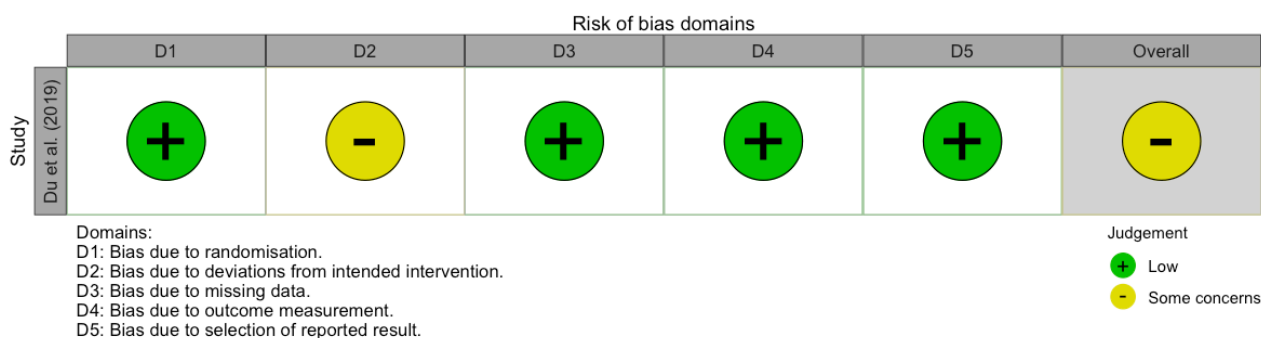 Risk of bias domains
D1 D2 D3 D4 D5 Overall
Study
Du et al. (2019)
+ - + + + -
Domains:
D1: Bias due to randomisation.
D2: Bias due to deviations from intended intervention.
D3: Bias due to missing data.
D4: Bias due to outcome measurement.
D5: Bias due to selection of reported result.
Judgement
+ Low
- Some concerns